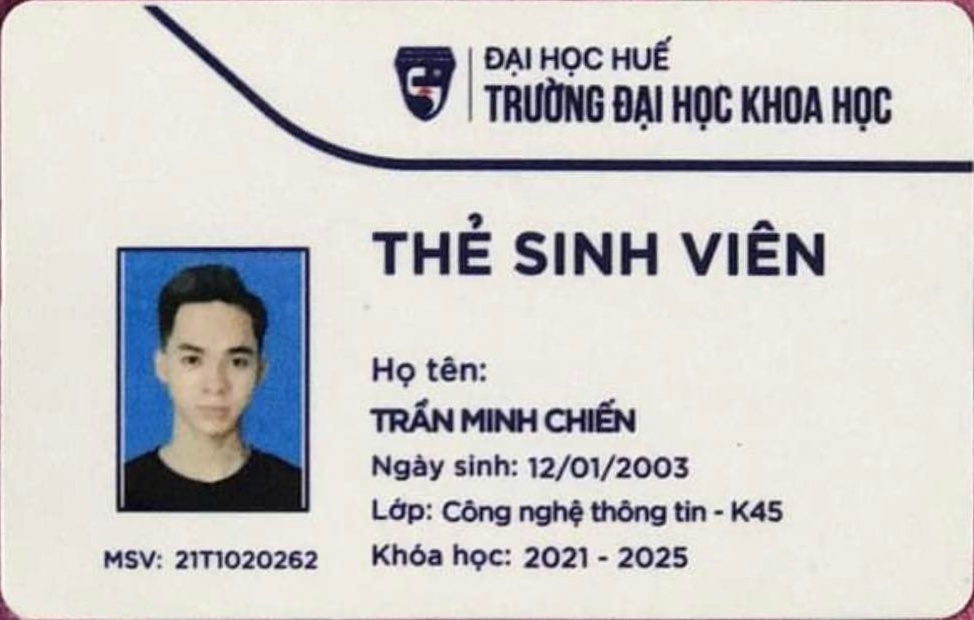 ĐẠI HỌC HUẾ
TRƯỜNG ĐẠI HỌC KHOA HỌC
THẺ SINH VIÊN
Họ tên:
TRẦN MINH CHIẾN
Ngày sinh: 12/01/2003
Lớp: Công nghệ thông tin - K45
Khóa học: 2021 - 2025
MSV: 21T1020262